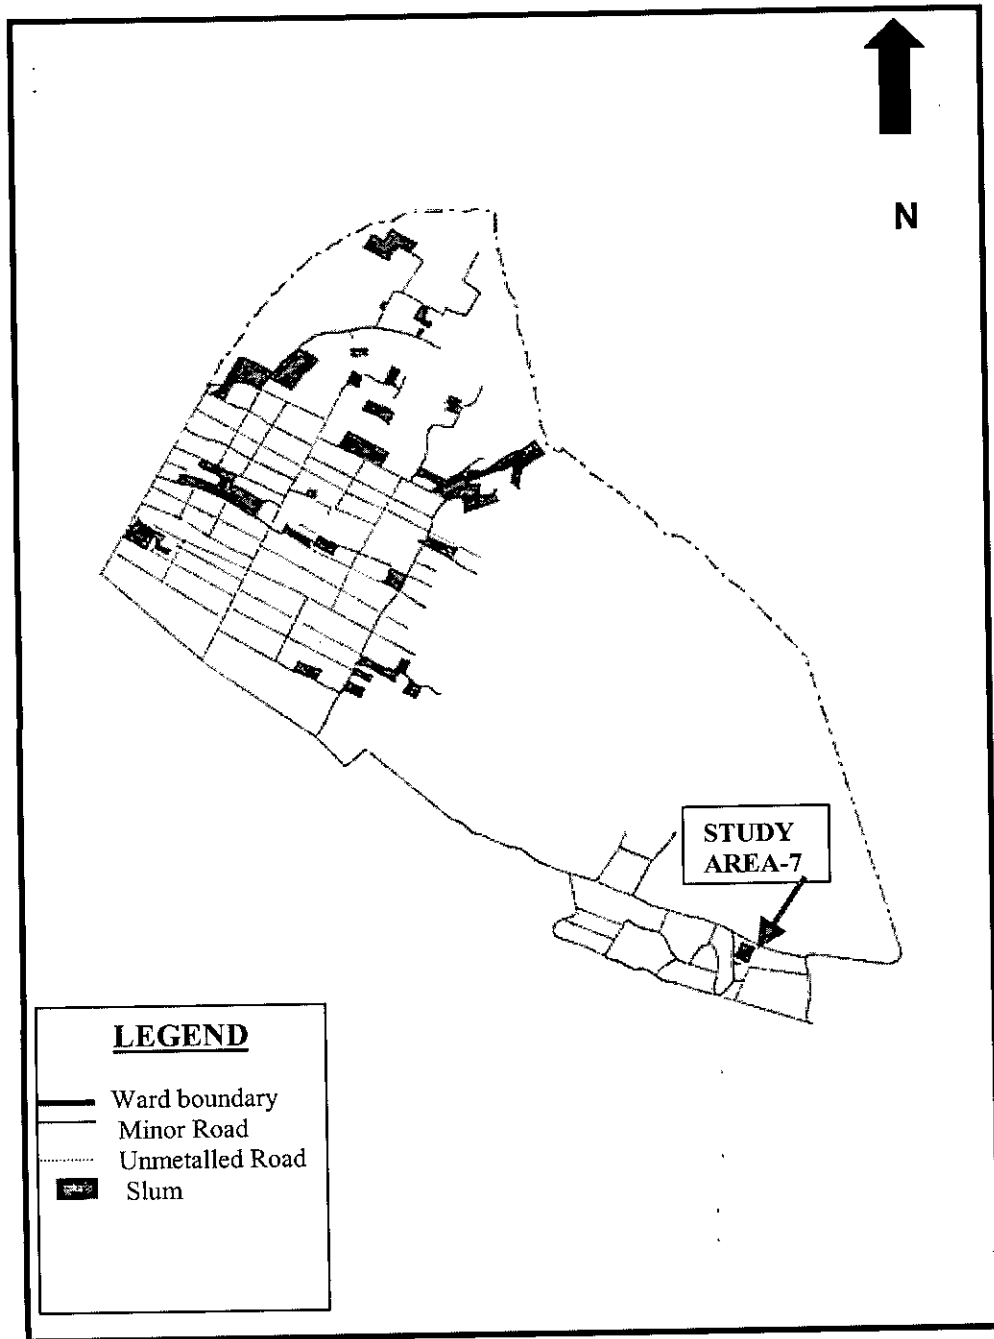 N
STUDY
AREA-7
LEGEND
Ward boundary
Minor Road
Unmetalled Road
Slum